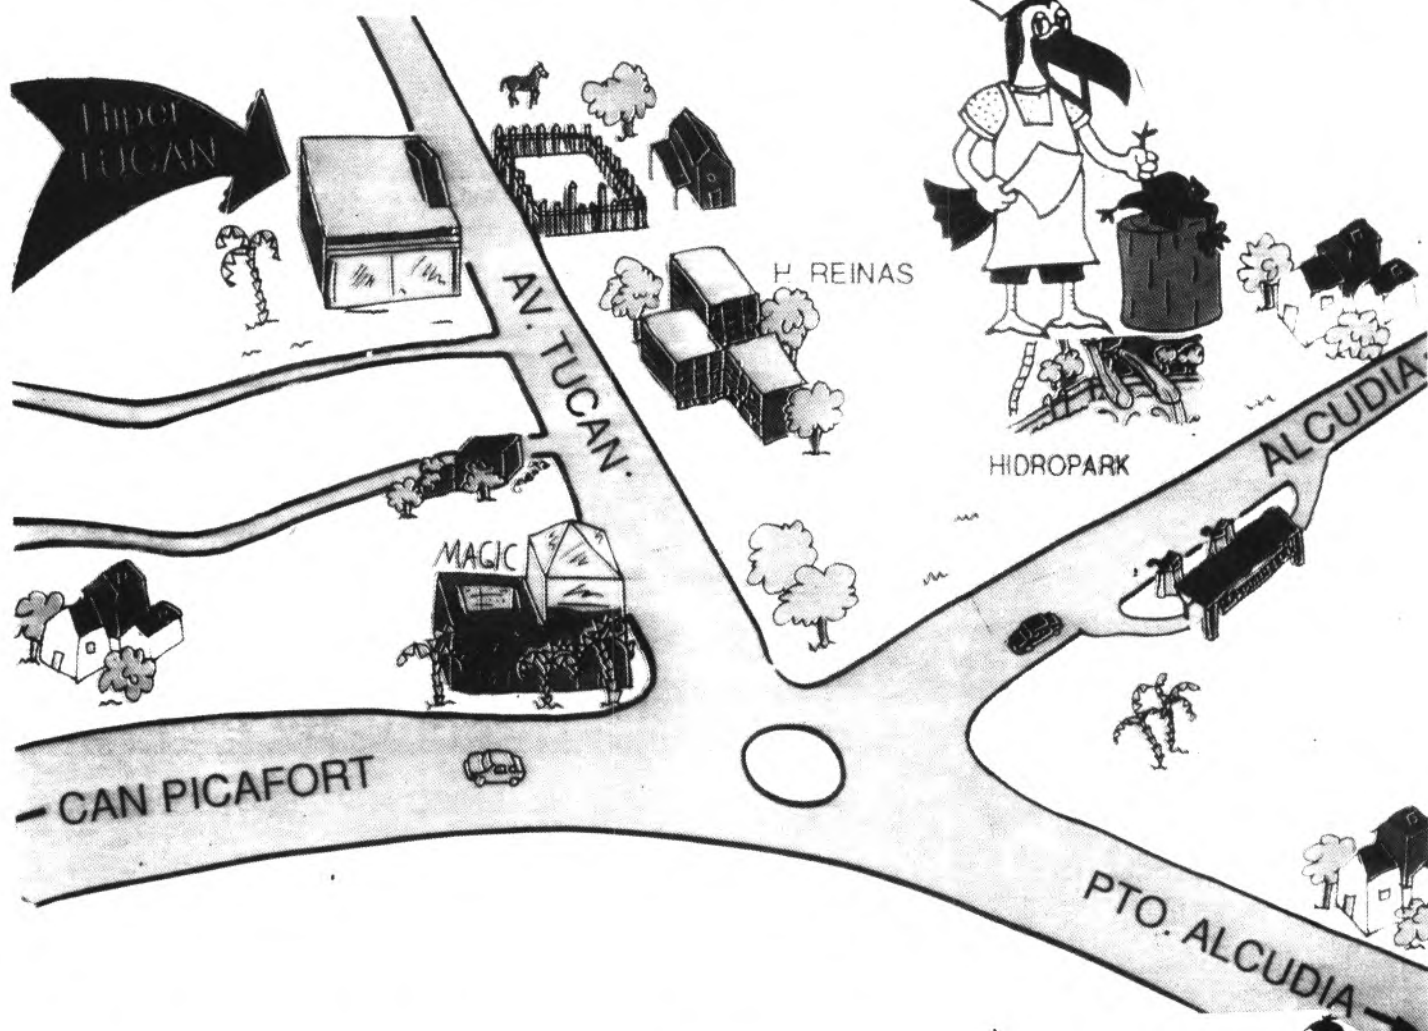 Hiper
TUCAN
H. REINAS
AV. TUCAN.
HIDROPARK
ALCUDIA
MAGIC
CAN PICAFORT
PTO. ALCUDIA